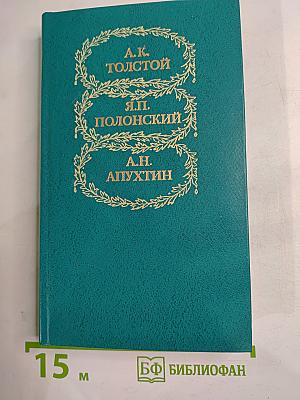 А. К.
ТОЛСТОЙ
Я.П.
ПОЛОНСКИЙ
А.Н.
АПУХТИН
15 м
БФ БИБЛИОФАН